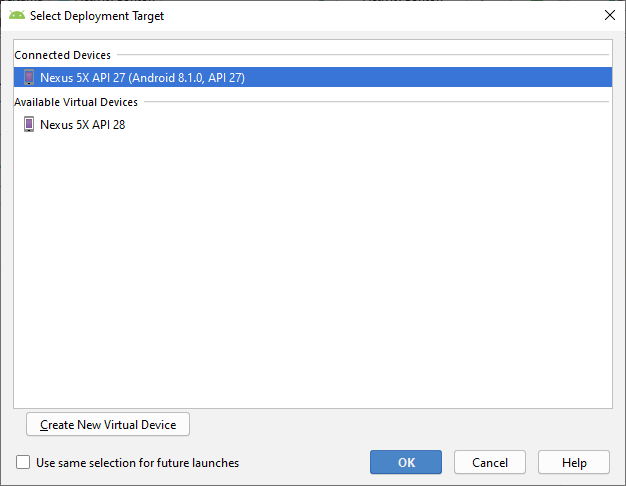 Select Deployment Target
Connected Devices
Nexus 5X API 27 (Android 8.1.0, API 27)
Available Virtual Devices
Nexus 5X API 28
Create New Virtual Device
Use same selection for future launches
OK
Cancel
Help